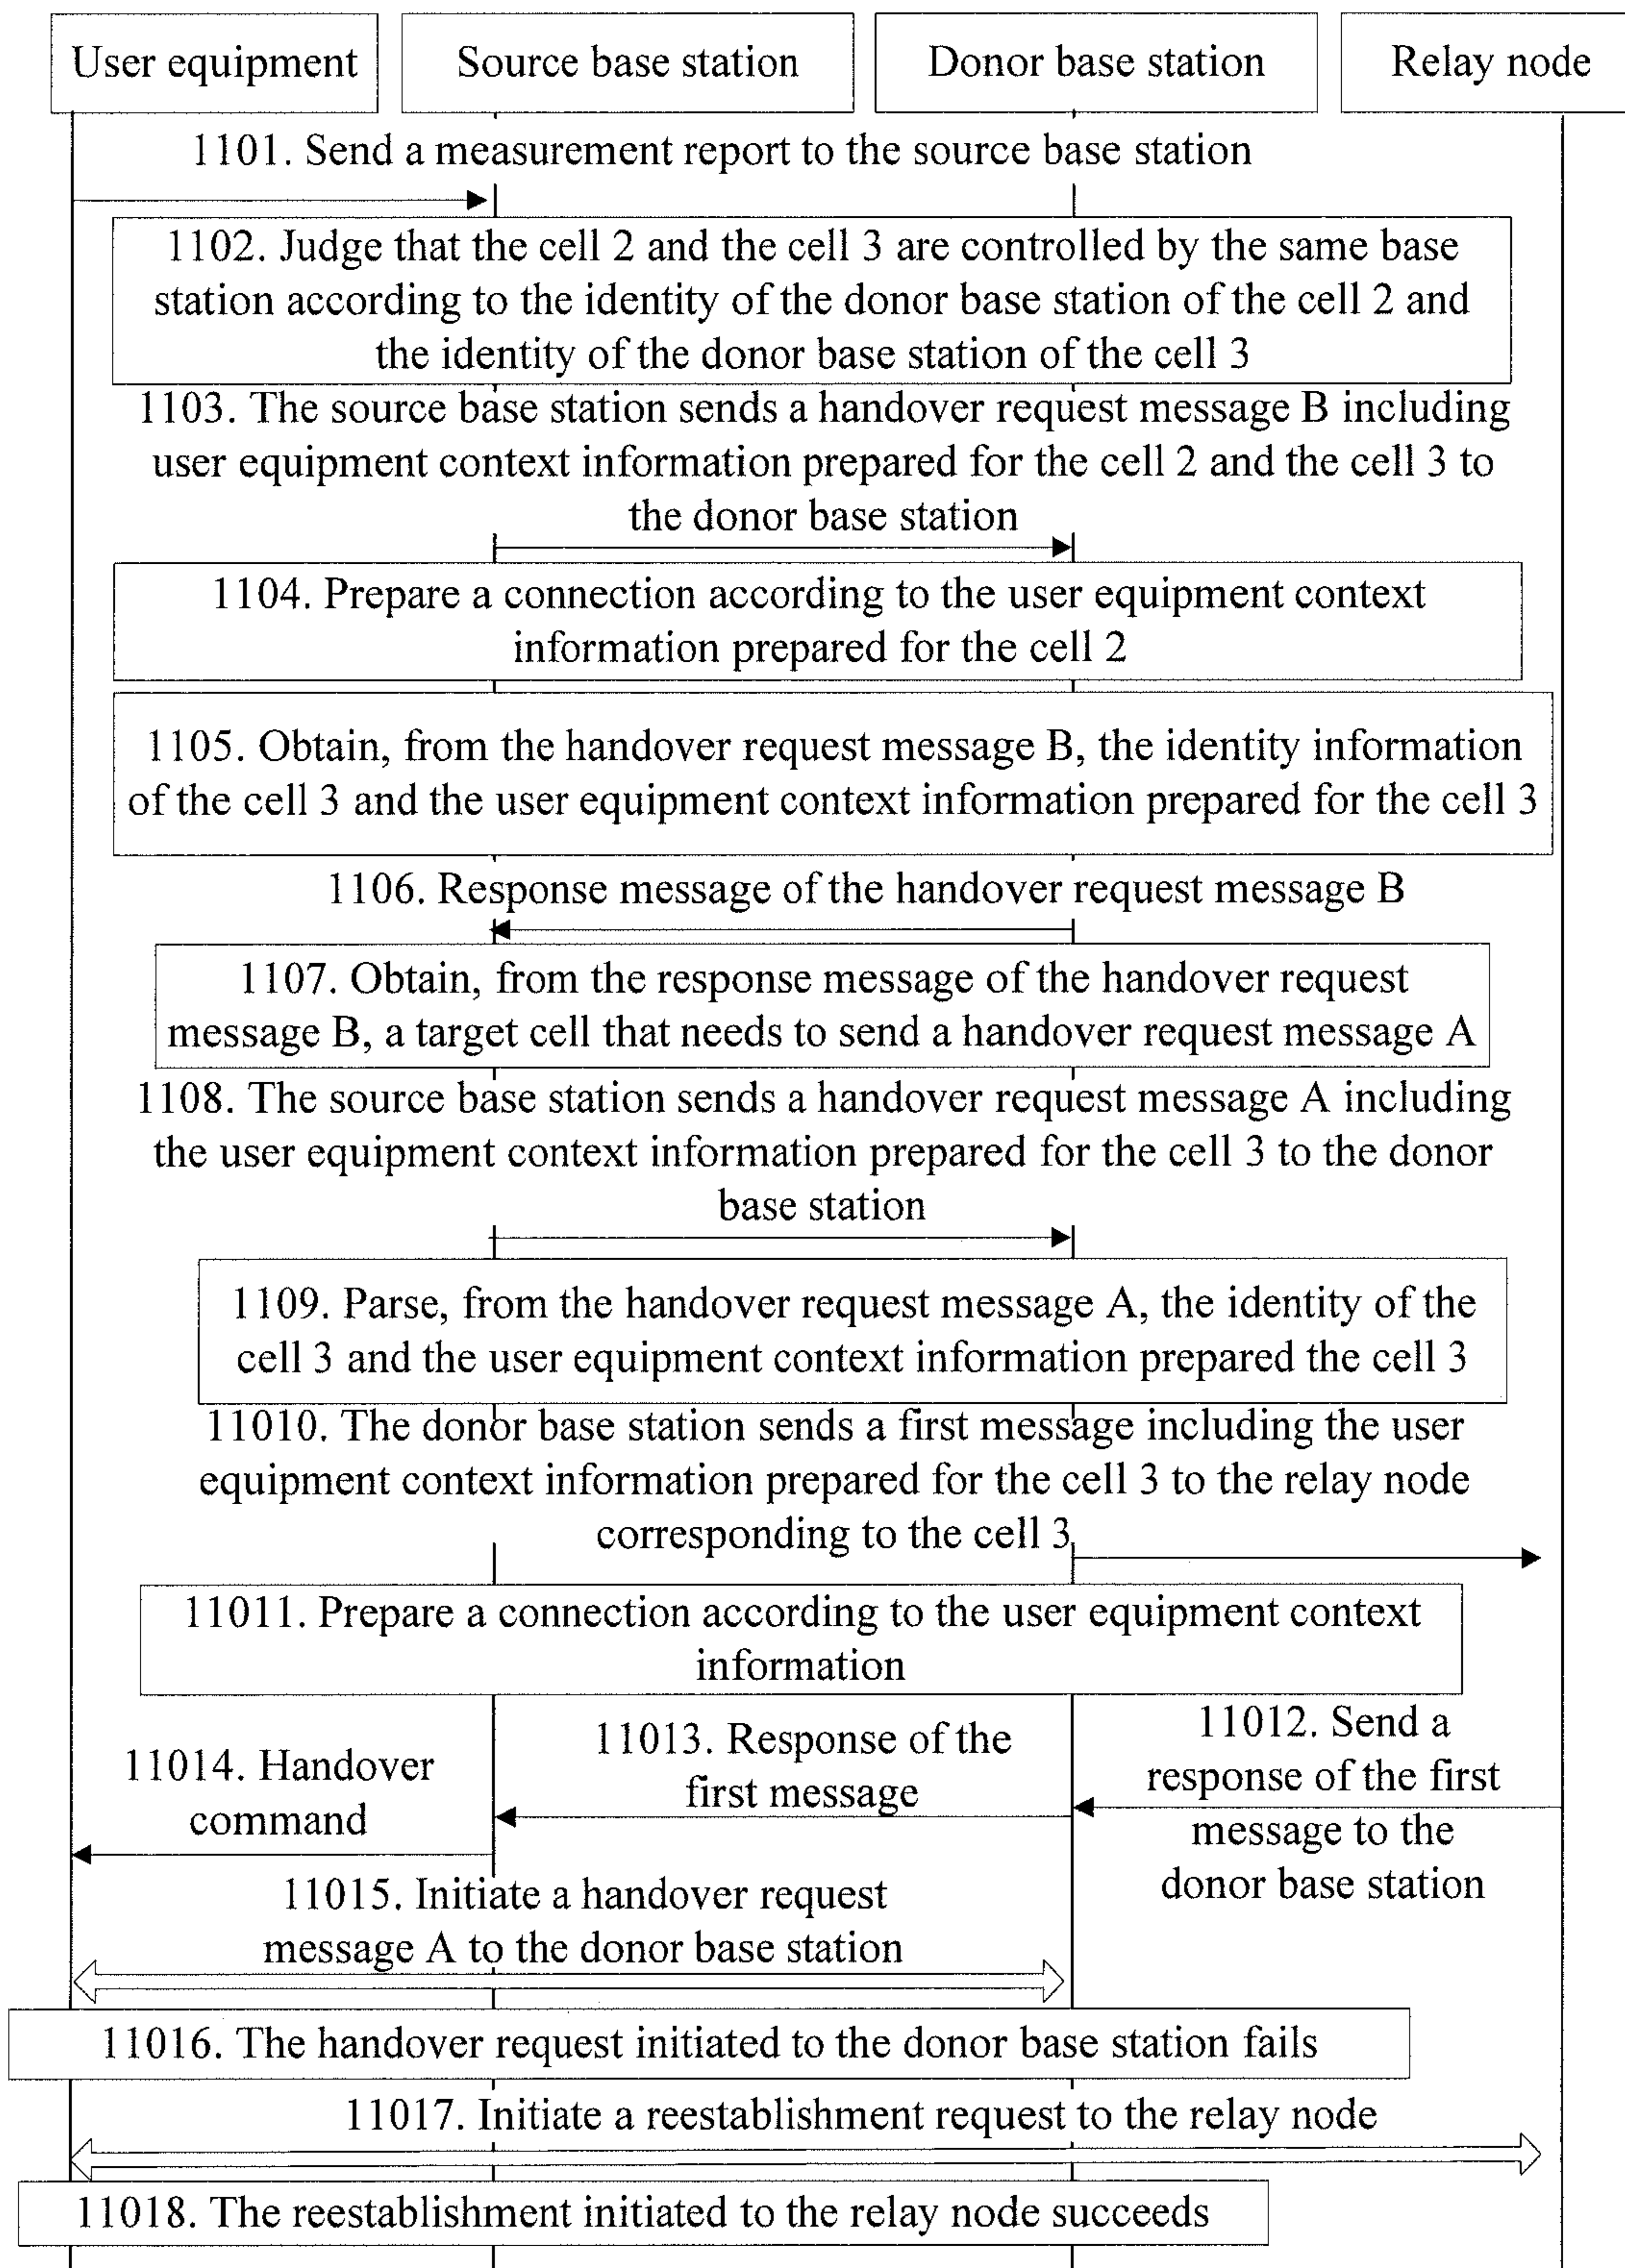 User equipment
Source base station
Donor base station
Relay node
1101. Send a measurement report to the source base station
1102. Judge that the cell 2 and the cell 3 are controlled by the same base
station according to the identity of the donor base station of the cell 2 and
the identity of the donor base station of the cell 3
1103. The source base station sends a handover request message B including
user equipment context information prepared for the cell 2 and the cell 3 to
the donor base station
1104. Prepare a connection according to the user equipment context
information prepared for the cell 2
1105. Obtain, from the handover request message B, the identity information
of the cell 3 and the user equipment context information prepared for the cell 3
1106. Response message of the handover request message B
1107. Obtain, from the response message of the handover request
message B, a target cell that needs to send a handover request message A
1108. The source base station sends a handover request message A including
the user equipment context information prepared for the cell 3 to the donor
base station
1109. Parse, from the handover request message A, the identity of the
cell 3 and the user equipment context information prepared the cell 3
11010. The donor base station sends a first message including the user
equipment context information prepared for the cell 3 to the relay node
corresponding to the cell 3
11011. Prepare a connection according to the user equipment context
information
11012. Send a
response of the first
message to the
donor base station
11013. Response of the
first message
11014. Handover
command
11015. Initiate a handover request
message A to the donor base station
11016. The handover request initiated to the donor base station fails
11017. Initiate a reestablishment request to the relay node
11018. The reestablishment initiated to the relay node succeeds